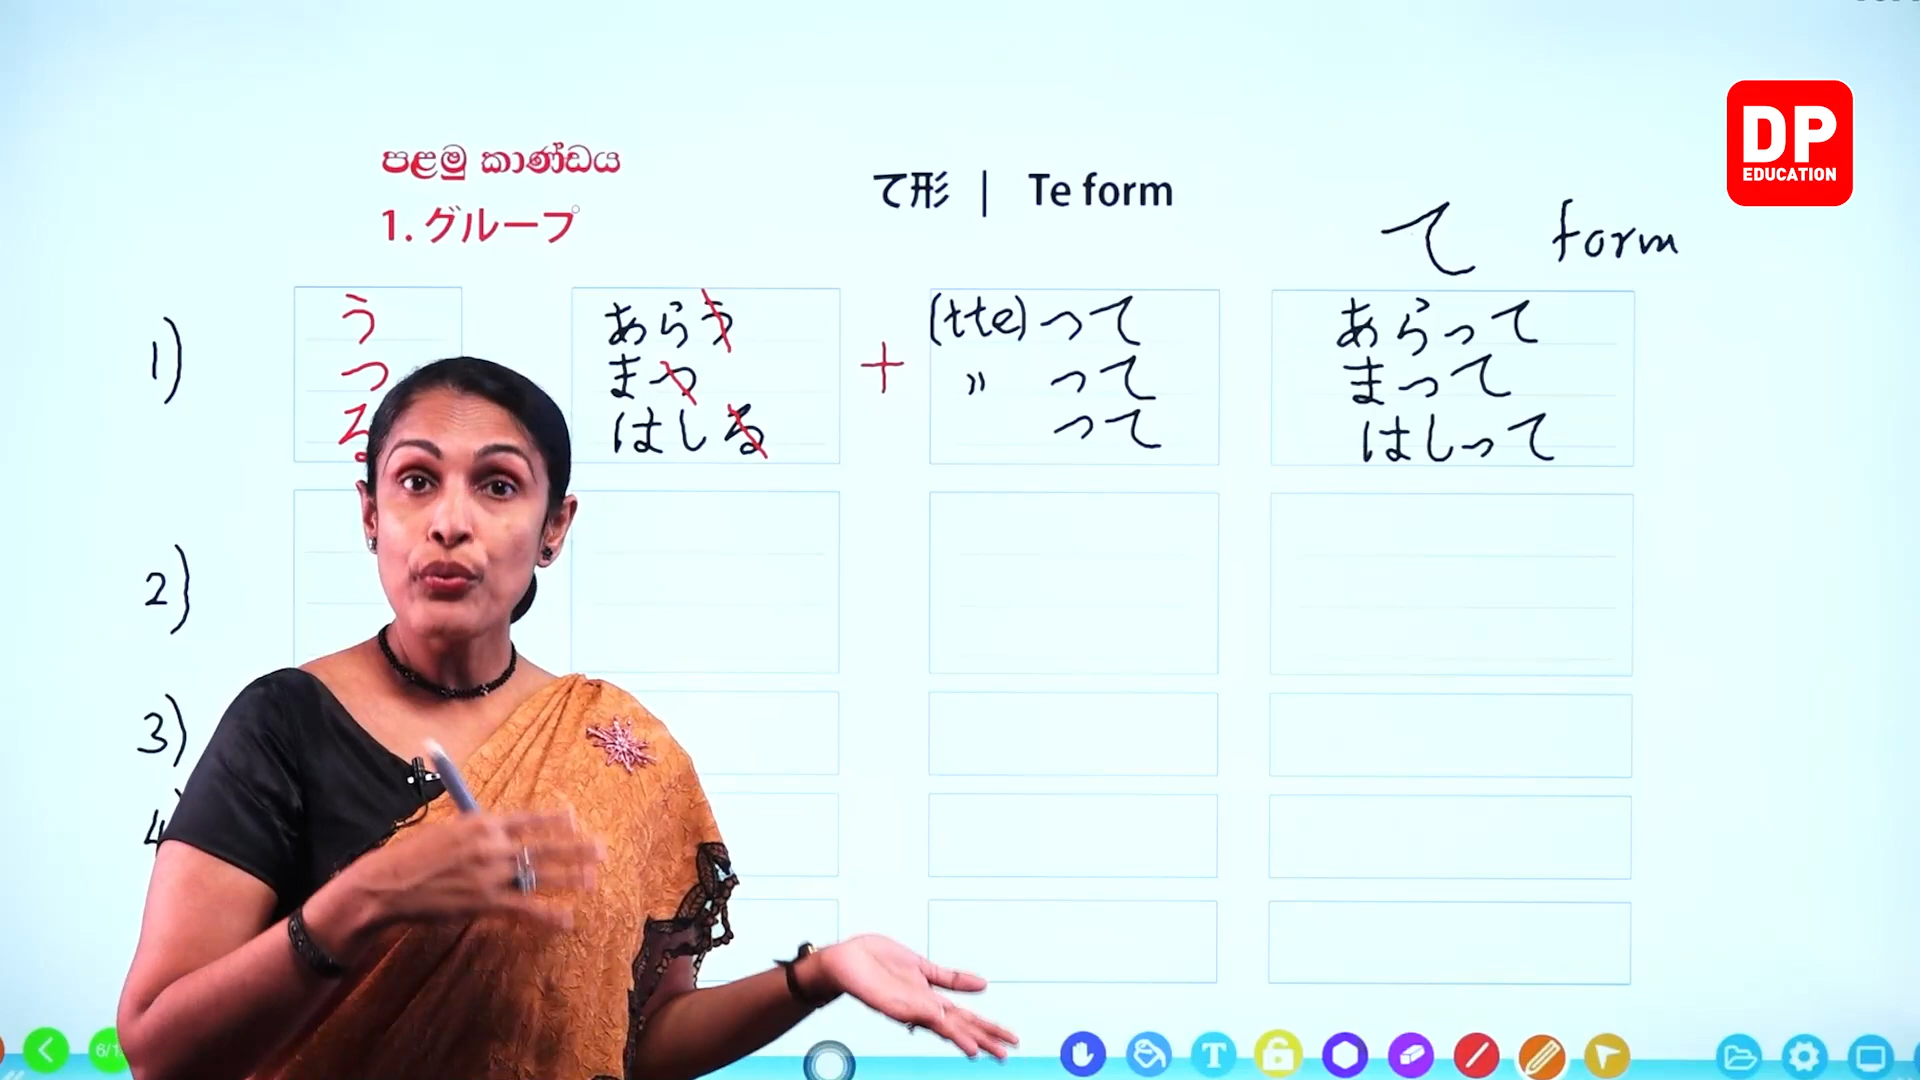 DP
EDUCATION
පළමු කාණ්ඩය
1. グループ
て形 | Te form
て form
1)
う
つ
る
あらう
まつ
はしる
+
(tte) って
〃 って
って
あらって
まって
はしって
2)
3)
4)
T